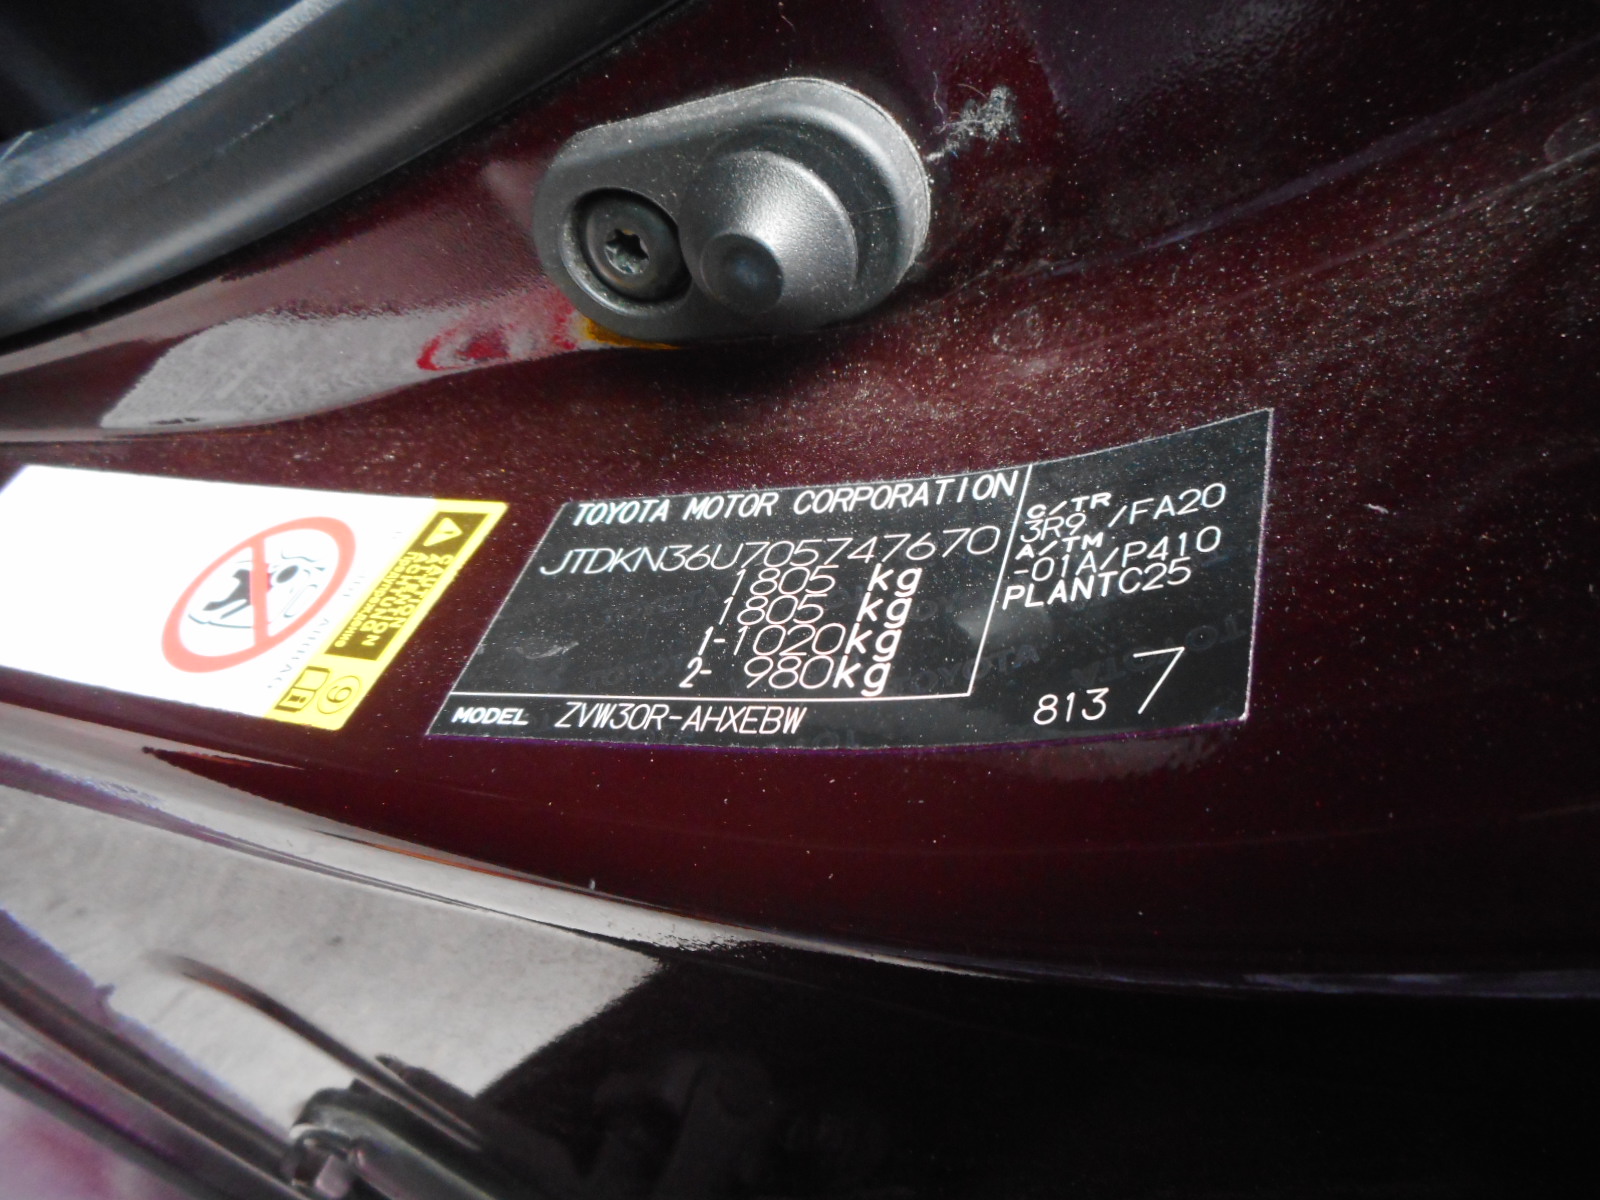 TOYOTA MOTOR CORPORATION
JTDKN36U705747670
1805 kg
1805 kg
1-1020kg
2- 980kg
MODEL ZVW30R-AHXEBW
C/TR
3R9 /FA20
A/TM
-01A/P410
PLANTC25
813 7